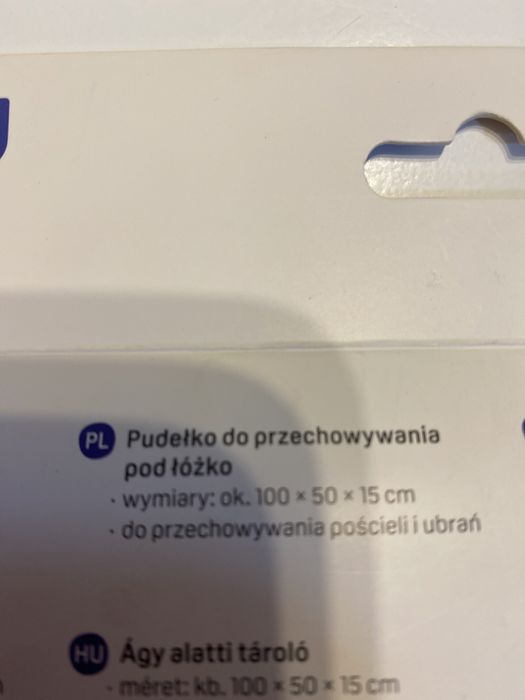 PL Pudełko do przechowywania
pod łóżko
· wymiary: ok. 100 × 50 × 15 cm
· do przechowywania pościeli i ubrań
HU Ágy alatti tároló
· méret: kb. 100 × 50 × 15 cm